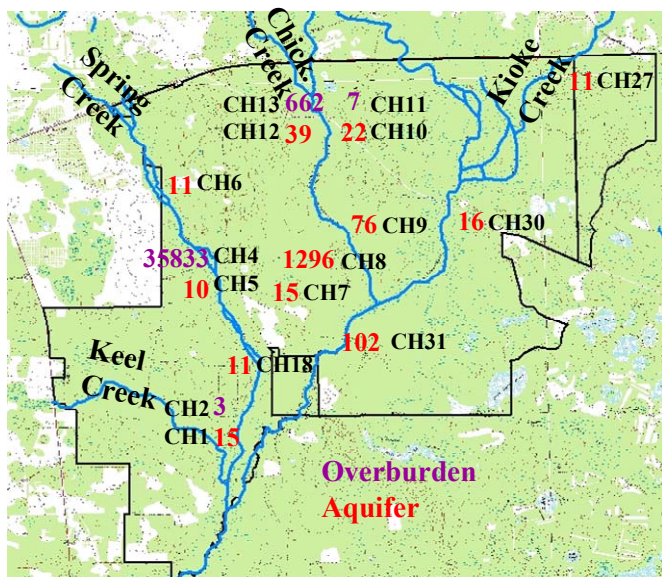 Spring
Creek
Chick.
Creek
Kioke
Creek
11 CH27
CH13 662
7 CH11
CH12 39
22 CH10
11 CH6
76 CH9
16 CH30
35833 CH4
1296 CH8
10 CH5
15 CH7
102 CH31
Keel
Creek
11 CH18
CH2 3
CH1 15
Overburden
Aquifer